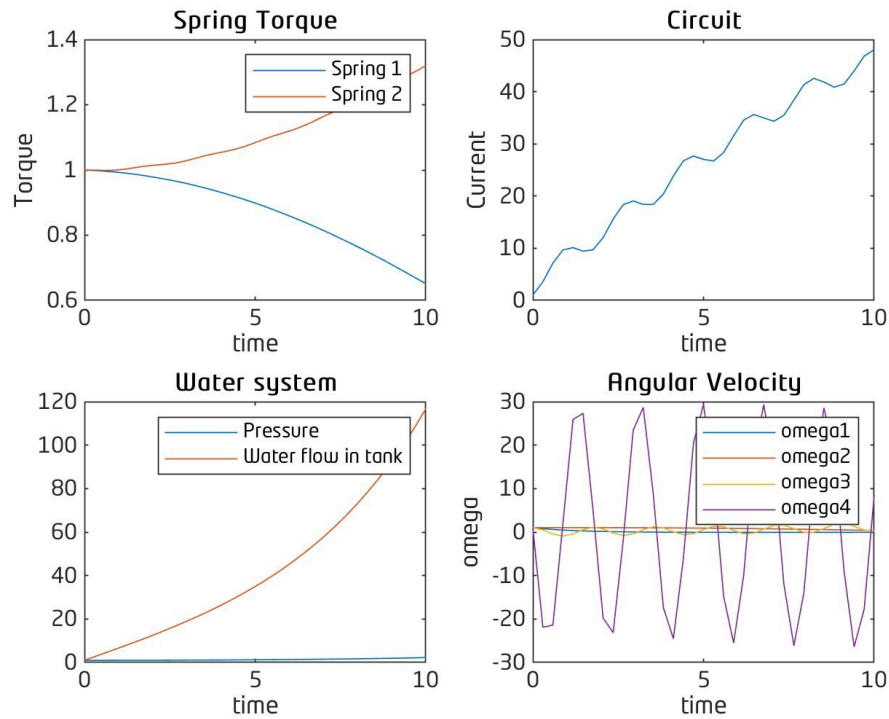 Spring Torque
1.4
1.2
1
0.8
0.6
Torque
Spring 1
Spring 2
0
5
10
time
Circuit
50
40
30
20
10
0
Current
0
5
10
time
Water system
120
100
80
60
40
20
0
Pressure
Water flow in tank
0
5
10
time
Angular Velocity
30
20
10
0
-10
-20
-30
omega
omega1
omega2
omega3
omega4
0
5
10
time